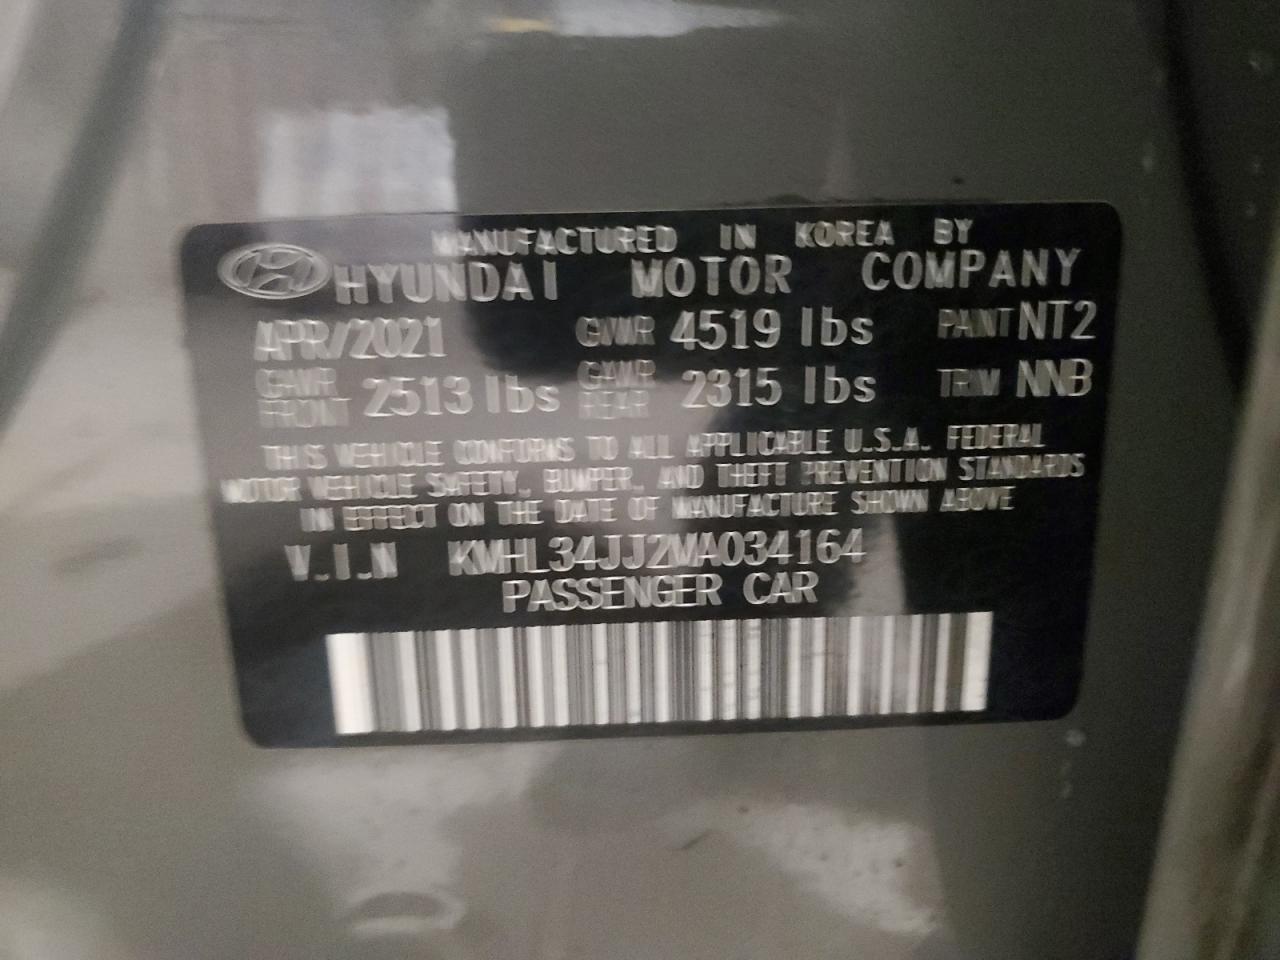 MANUFACTURED IN KOREA BY
HYUNDAI MOTOR COMPANY
APR/2021 GVWR 4519 lbs PAINT NT2
GAWR FRONT 2513 lbs GAWR REAR 2315 lbs TRIM NNB
THIS VEHICLE CONFORMS TO ALL APPLICABLE U.S.A. FEDERAL
MOTOR VEHICLE SAFETY, BUMPER, AND THEFT PREVENTION STANDARDS
IN EFFECT ON THE DATE OF MANUFACTURE SHOWN ABOVE
V.I.N KMHL34JJ2MA034164
PASSENGER CAR